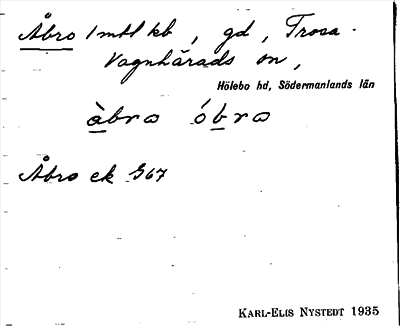 Åbro 1 mtl kb, gd, Trosa-
Vagnhärads sn,
Hölebo hd, Södermanlands län
àbrω óbrω
Åbro ek 567
KARL-ELIS NYSTEDT 1935